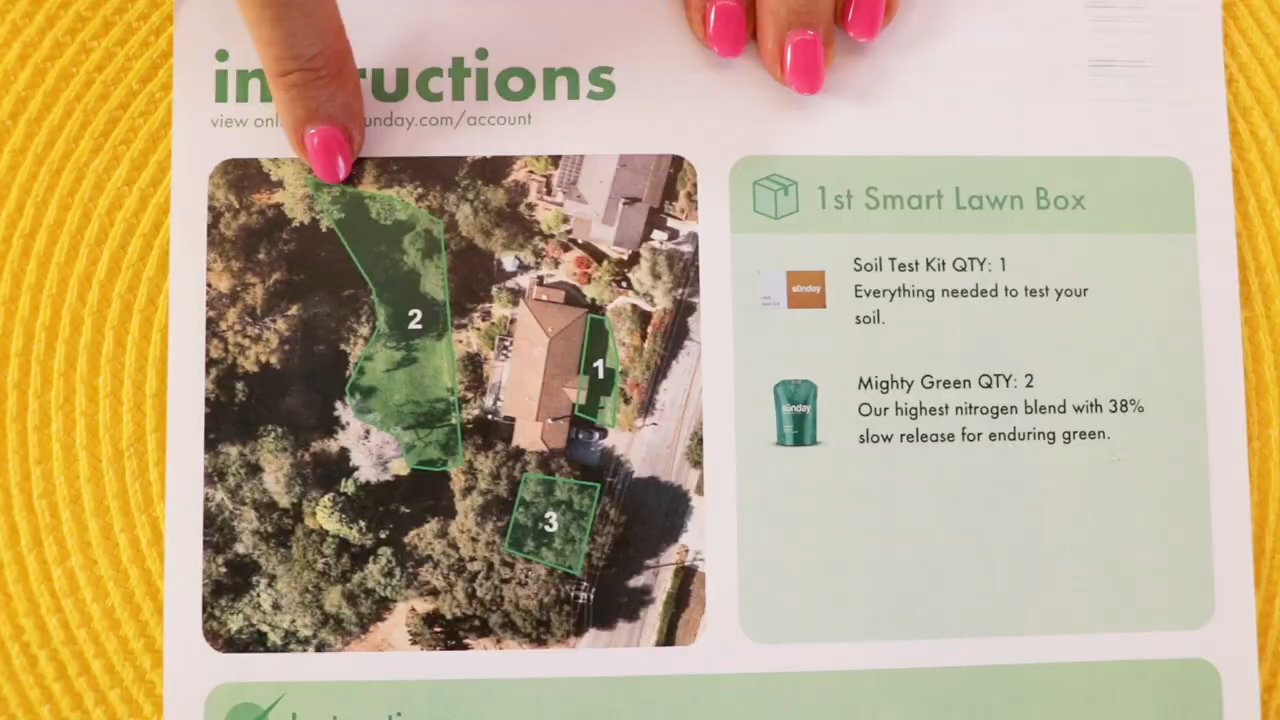 in ructions
view unday.com/account
2
1
3
1st Smart Lawn Box
sünday
Soil Test Kit QTY: 1
Everything needed to test your
soil.
sünday
Mighty Green QTY: 2
Our highest nitrogen blend with 38%
slow release for enduring green.